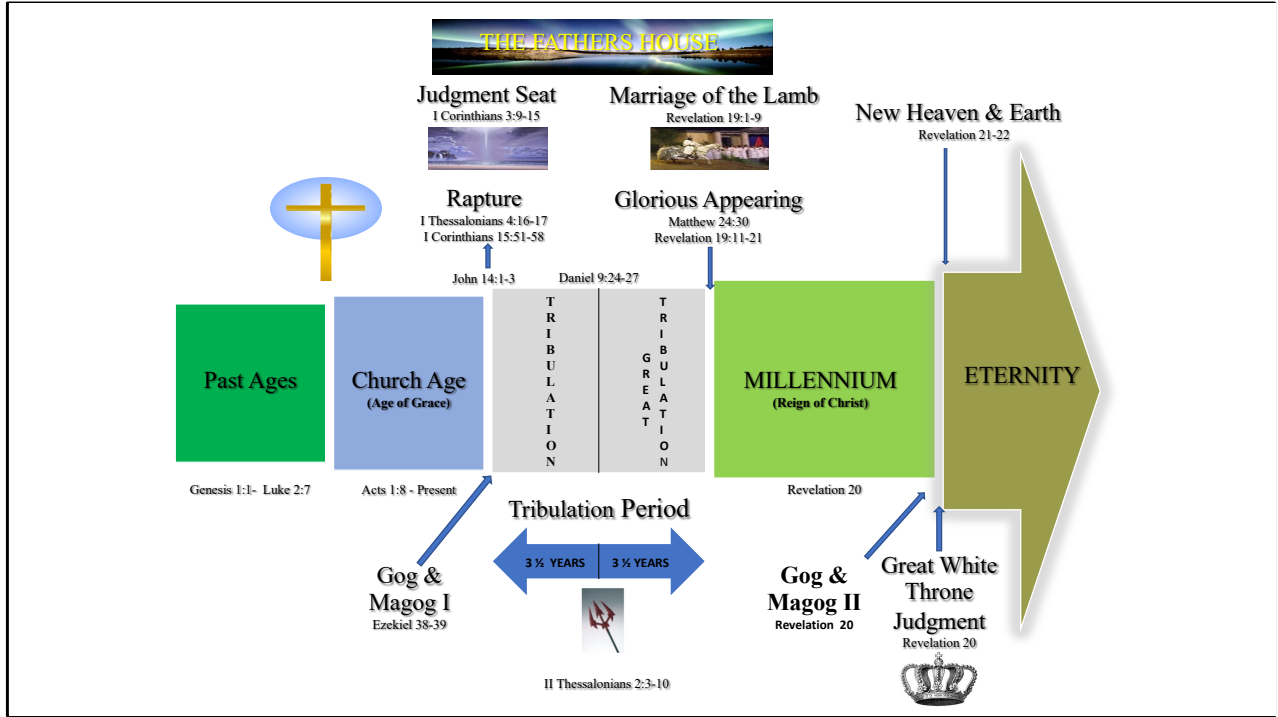 THE FATHERS HOUSE
Judgment Seat
I Corinthians 3:9-15
Marriage of the Lamb
Revelation 19:1-9
New Heaven & Earth
Revelation 21-22
Rapture
I Thessalonians 4:16-17
I Corinthians 15:51-58
Glorious Appearing
Matthew 24:30
Revelation 19:11-21
John 14:1-3
Daniel 9:24-27
Past Ages
Church Age
(Age of Grace)
TRIBULATION
GREAT
TRIBULATION
MILLENNIUM
(Reign of Christ)
ETERNITY
Genesis 1:1- Luke 2:7
Acts 1:8 - Present
Revelation 20
Tribulation Period
3 ½ YEARS
3 ½ YEARS
Gog &
Magog I
Ezekiel 38-39
Gog &
Magog II
Revelation 20
Great White
Throne
Judgment
Revelation 20
II Thessalonians 2:3-10